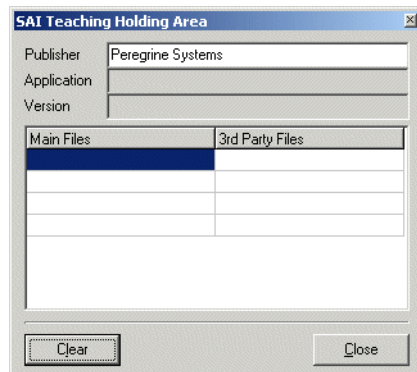 SAI Teaching Holding Area
Publisher Peregrine Systems
Application
Version
Main Files 3rd Party Files
Clear Close